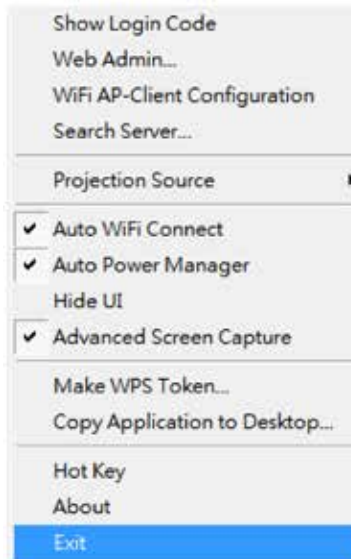 Show Login Code
Web Admin...
WiFi AP-Client Configuration
Search Server...
Projection Source
Auto WiFi Connect
Auto Power Manager
Hide UI
Advanced Screen Capture
Make WPS Token...
Copy Application to Desktop...
Hot Key
About
Exit